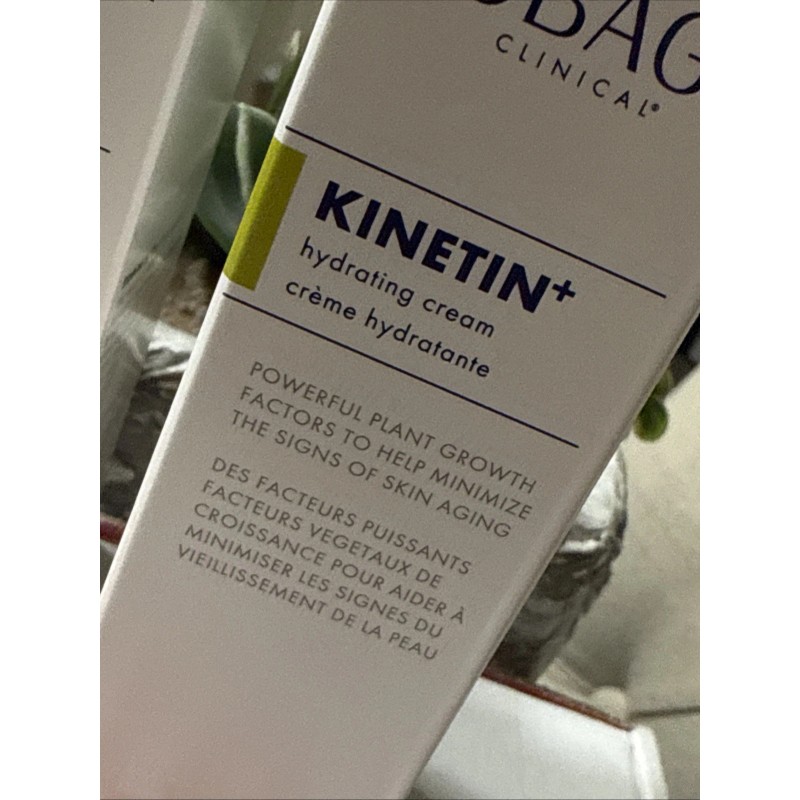 OBAG
CLINICAL®
KINETIN+
hydrating cream
crème hydratante
POWERFUL PLANT GROWTH
FACTORS TO HELP MINIMIZE
THE SIGNS OF SKIN AGING
DES FACTEURS PUISSANTS
FACTEURS VEGETAUX DE
CROISSANCE POUR AIDER À
MINIMISER LES SIGNES DU
VIEILLISSEMENT DE LA PEAU